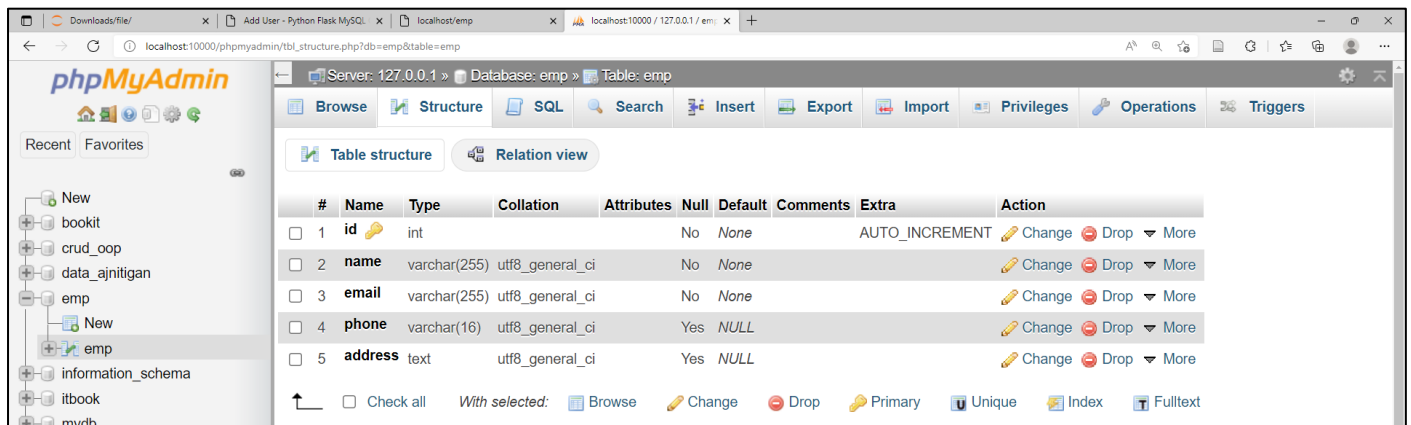 Downloads/file/ Add User - Python Flask MySQL localhost/emp localhost:10000 / 127.0.0.1 / emp
localhost:10000/phpmyadmin/tbl_structure.php?db=emp&table=emp
phpMyAdmin
Recent Favorites
New
bookit
crud_oop
data_ajnitigan
emp
New
emp
information_schema
itbook
mydb
Server: 127.0.0.1 » Database: emp » Table: emp
Browse Structure SQL Search Insert Export Import Privileges Operations Triggers
Table structure Relation view
# Name Type Collation Attributes Null Default Comments Extra Action
1 id int No None AUTO_INCREMENT Change Drop More
2 name varchar(255) utf8_general_ci No None Change Drop More
3 email varchar(255) utf8_general_ci No None Change Drop More
4 phone varchar(16) utf8_general_ci Yes NULL Change Drop More
5 address text utf8_general_ci Yes NULL Change Drop More
Check all With selected: Browse Change Drop Primary Unique Index Fulltext